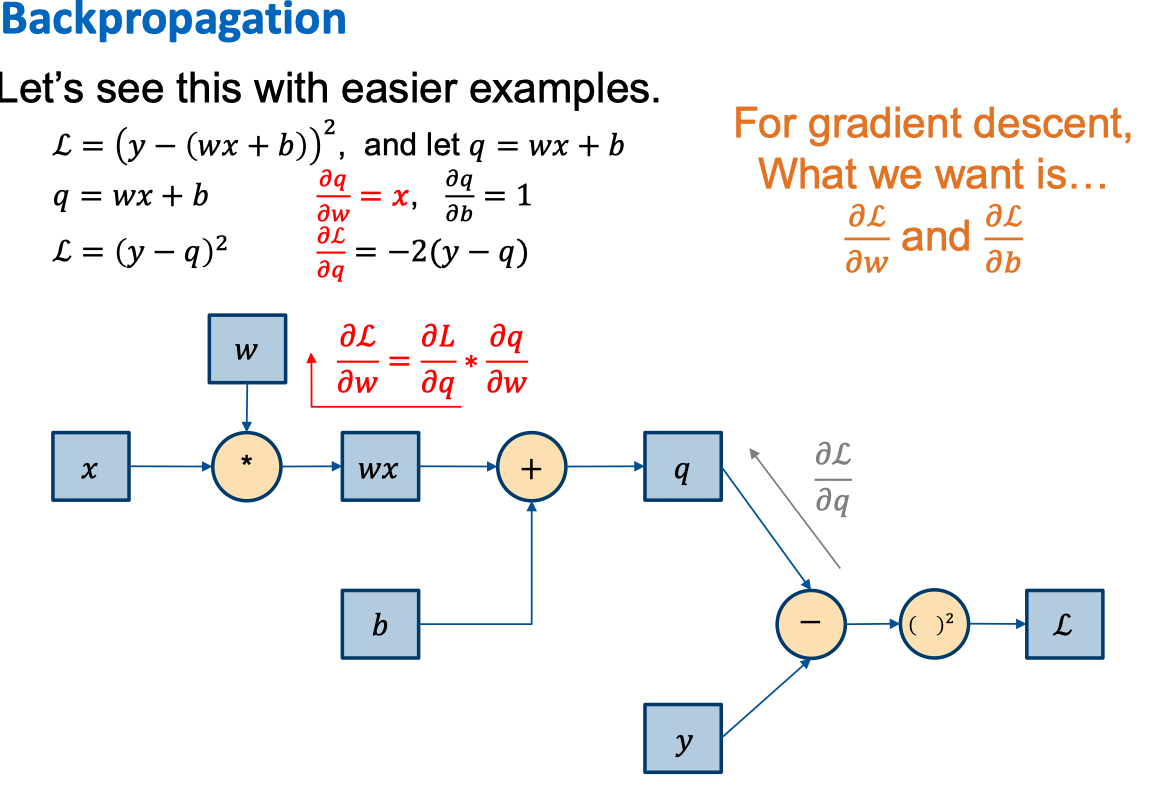 Backpropagation
Let's see this with easier examples.
ℒ = (y − (wx + b))², and let q = wx + b
q = wx + b  ∂q/∂w = x, ∂q/∂b = 1
ℒ = (y − q)²  ∂ℒ/∂q = −2(y − q)
For gradient descent,
What we want is…
∂ℒ/∂w and ∂ℒ/∂b
w
∂ℒ/∂w = ∂L/∂q * ∂q/∂w
x * wx + q
∂ℒ/∂q
b
− ( )² ℒ
y